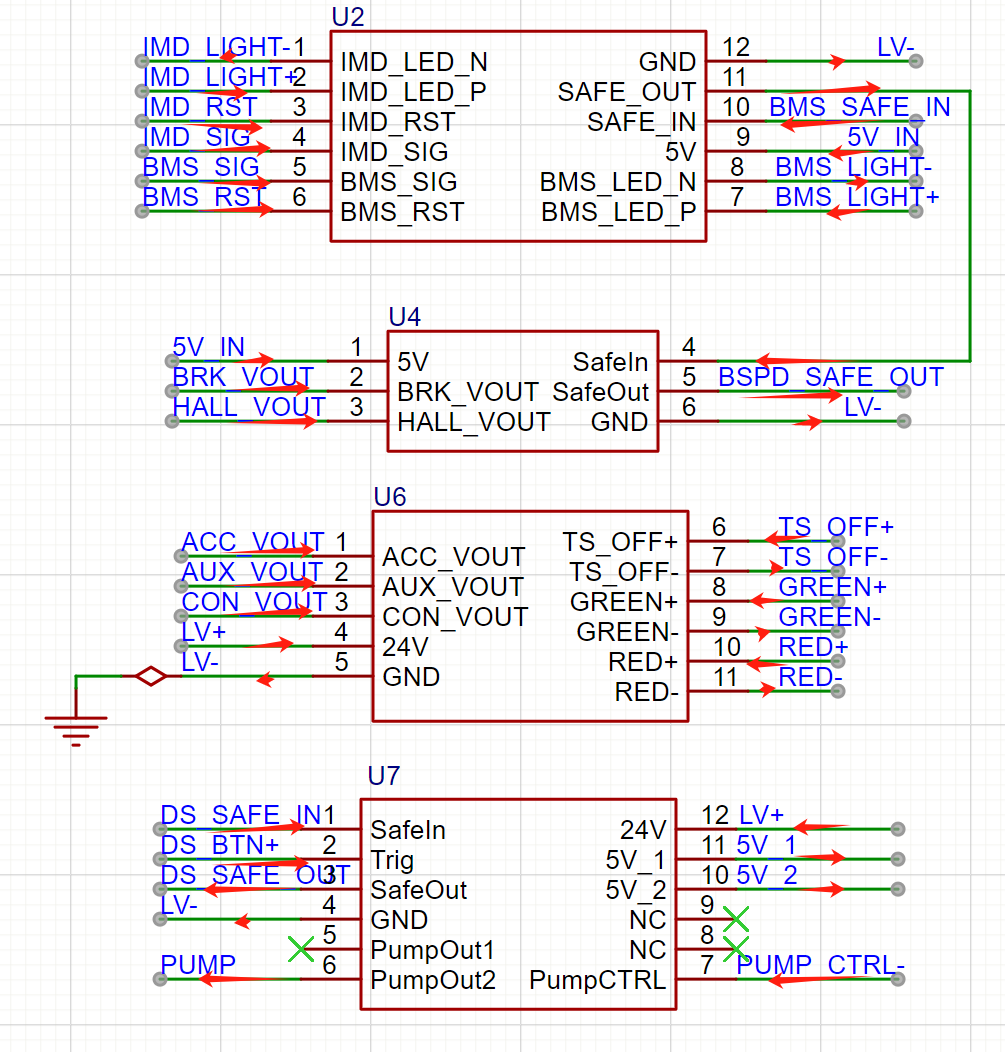 U2
IMD_LIGHT- 1 IMD_LED_N GND 12 LV-
IMD_LIGHT+ 2 IMD_LED_P SAFE_OUT 11
IMD_RST 3 IMD_RST SAFE_IN 10 BMS_SAFE_IN
IMD_SIG 4 IMD_SIG 5V 9 5V_IN
BMS_SIG 5 BMS_SIG BMS_LED_N 8 BMS_LIGHT-
BMS_RST 6 BMS_RST BMS_LED_P 7 BMS_LIGHT+
U4
5V_IN 1 5V SafeIn 4
BRK_VOUT 2 BRK_VOUT SafeOut 5 BSPD_SAFE_OUT
HALL_VOUT 3 HALL_VOUT GND 6 LV-
U6
TS_OFF+ 6 TS_OFF+
ACC_VOUT 1 ACC_VOUT TS_OFF- 7 TS_OFF-
AUX_VOUT 2 AUX_VOUT GREEN+ 8 GREEN+
CON_VOUT 3 CON_VOUT GREEN- 9 GREEN-
LV+ 4 24V RED+ 10 RED+
LV- 5 GND RED- 11 RED-
U7
DS_SAFE_IN 1 SafeIn 24V 12 LV+
DS_BTN+ 2 Trig 5V_1 11 5V_1
DS_SAFE_OUT 3 SafeOut 5V_2 10 5V_2
LV- 4 GND NC 9
5 PumpOut1 NC 8
PUMP 6 PumpOut2 PumpCTRL 7 PUMP_CTRL-